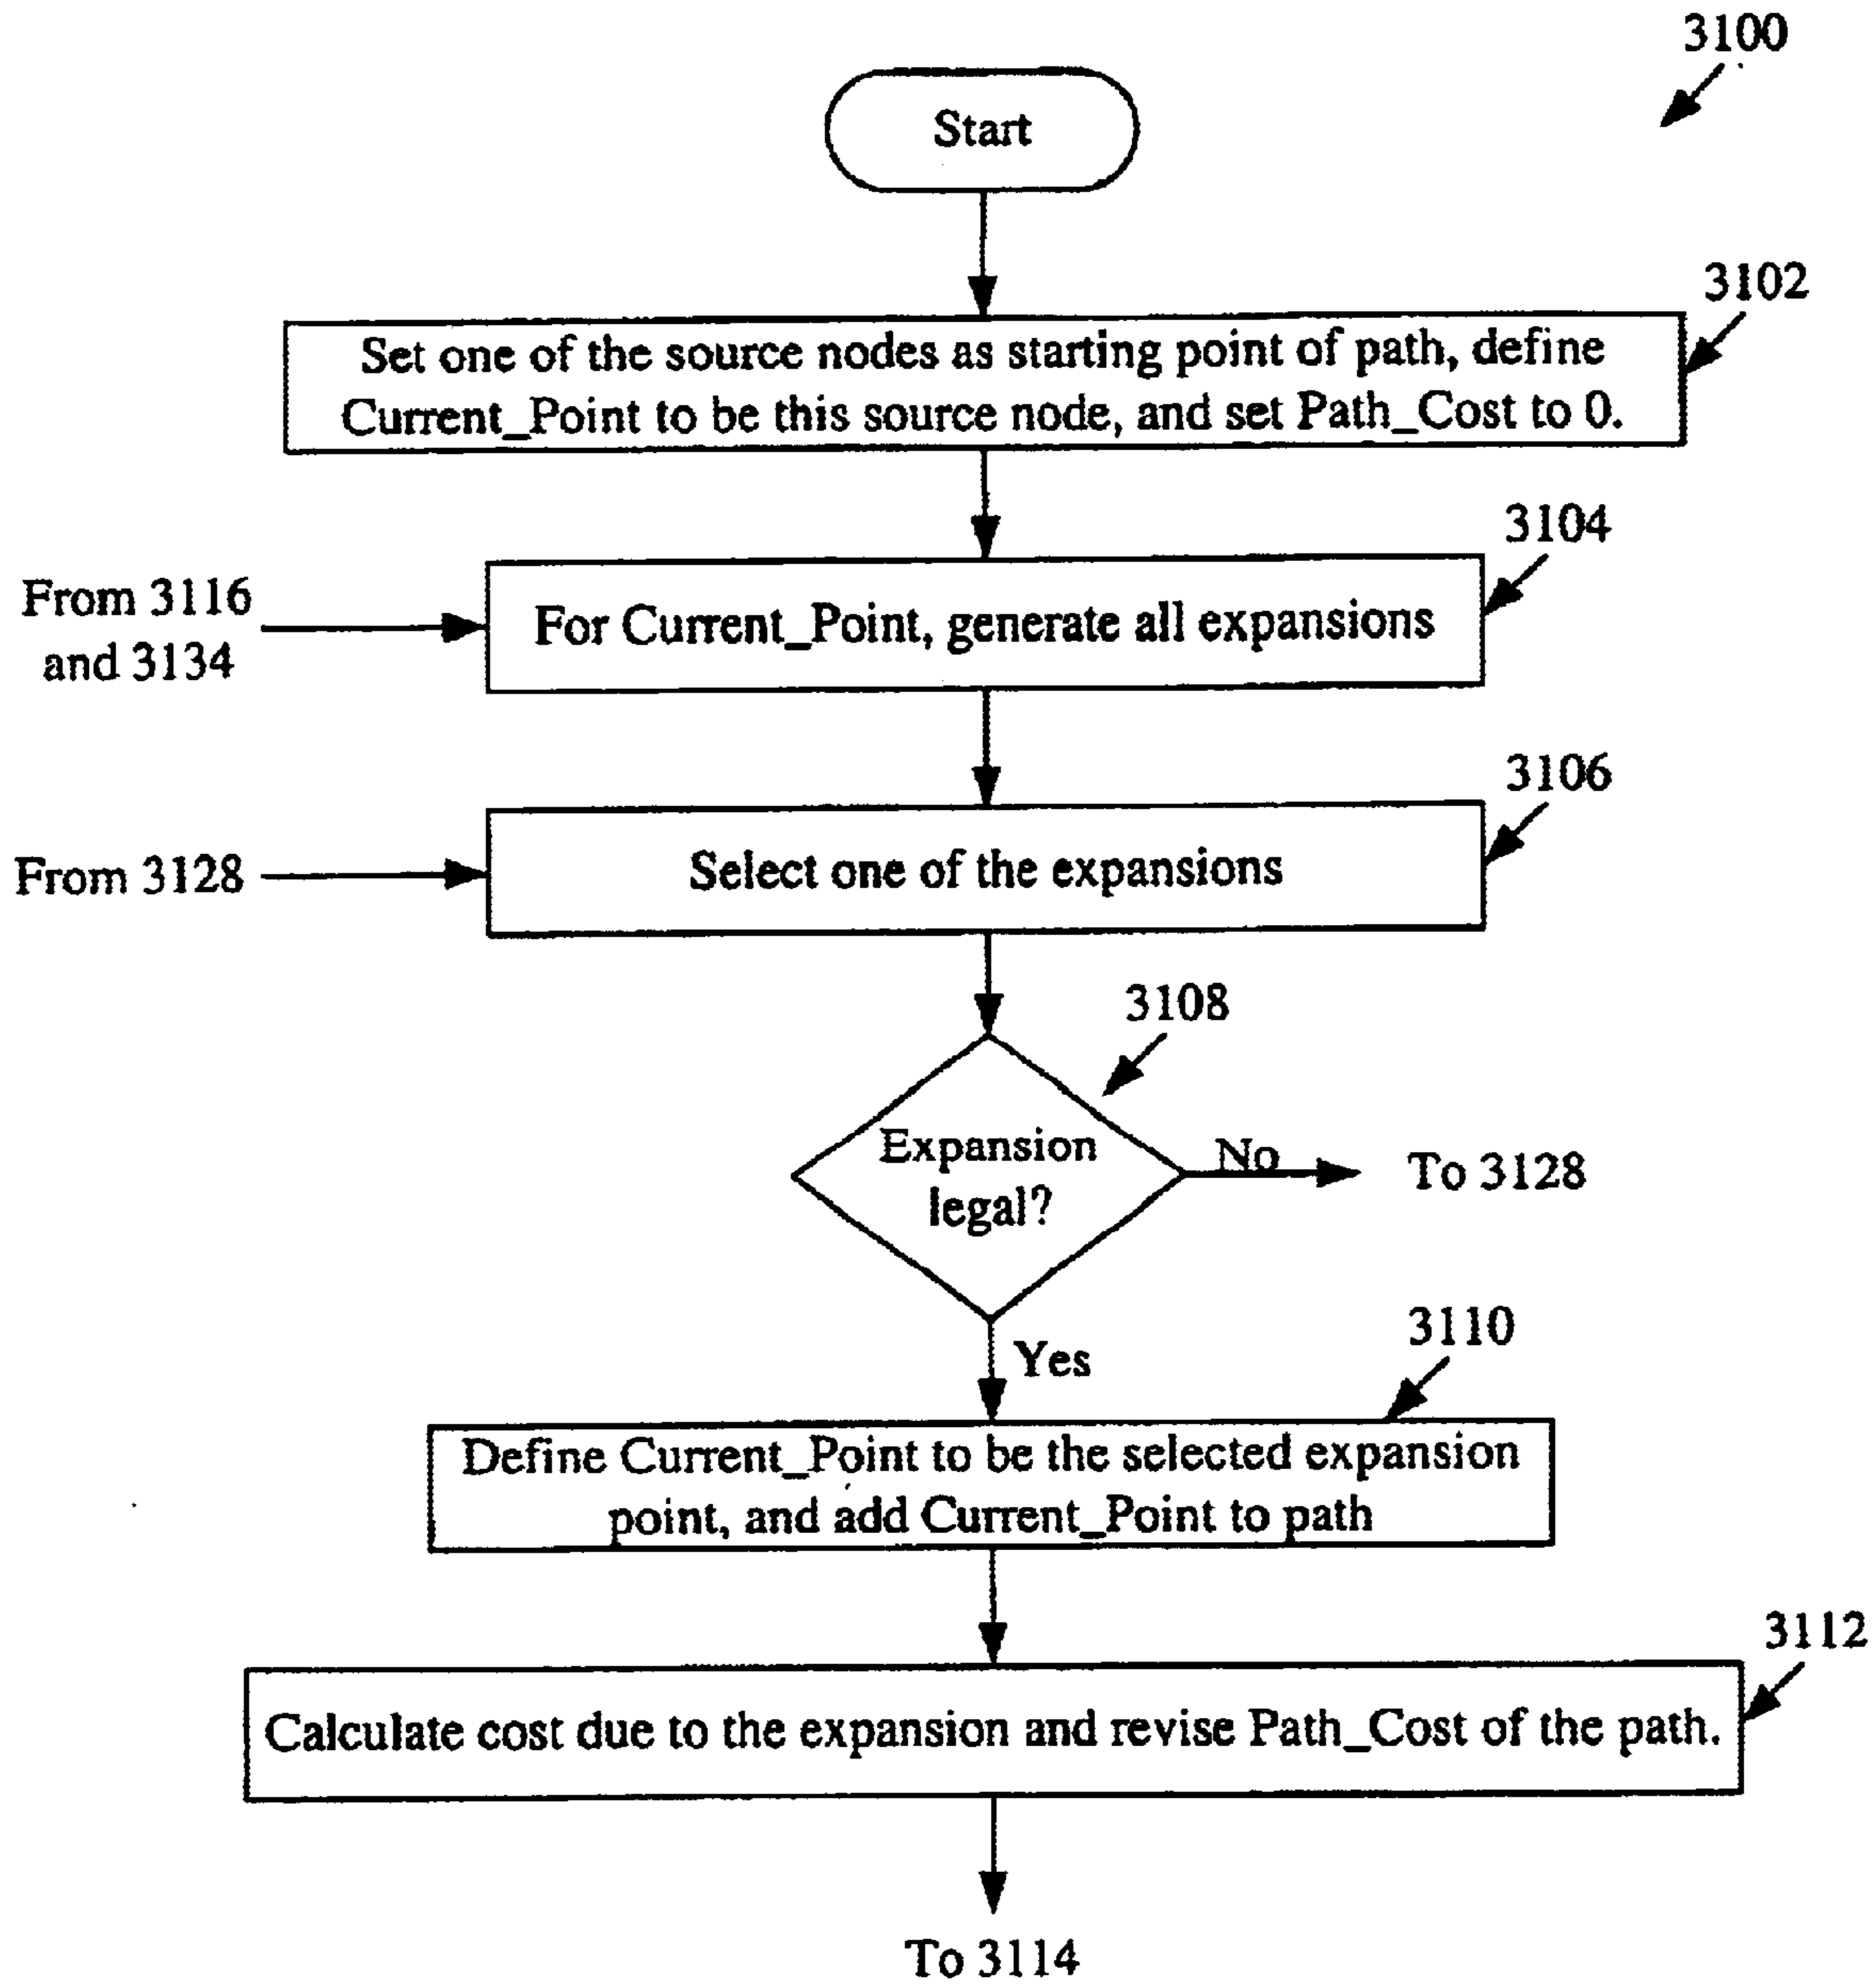 3100
Start
3102
Set one of the source nodes as starting point of path, define
Current_Point to be this source node, and set Path_Cost to 0.
3104
From 3116
and 3134
For Current_Point, generate all expansions
3106
From 3128
Select one of the expansions
3108
Expansion
legal?
No
To 3128
Yes
3110
Define Current_Point to be the selected expansion
point, and add Current_Point to path
3112
Calculate cost due to the expansion and revise Path_Cost of the path.
To 3114